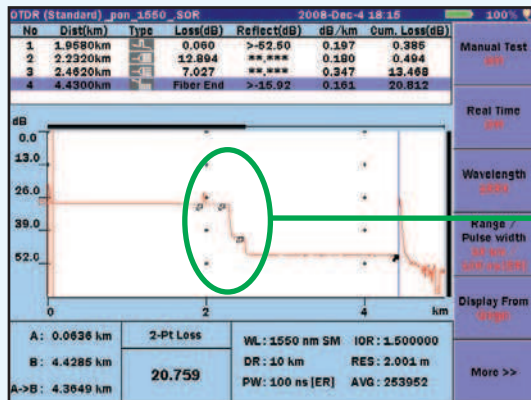 OTDR (Standard) _pon_1550_.SOR 2008-Dec-4 18:15 100%
No Dist(km) Type Loss(dB) Reflect(dB) dB/km Cum. Loss(dB)
1 1.9580km 0.060 >-52.50 0.197 0.385
2 2.2320km 12.894 **.*** 0.180 0.494
3 2.4620km 7.027 **.*** 0.347 13.468
4 4.4300km Fiber End >-15.92 0.161 20.812
Manual Test
Real Time
Wavelength
Range /
Pulse width
Display From
More >>
dB
0.0
13.0
26.0
39.0
52.0
0 2 4 km
A: 0.0636 km
B: 4.4285 km
A->B: 4.3649 km
2-Pt Loss
20.759
WL: 1550 nm SM IOR: 1.500000
DR: 10 km RES: 2.001 m
PW: 100 ns [ER] AVG: 253952